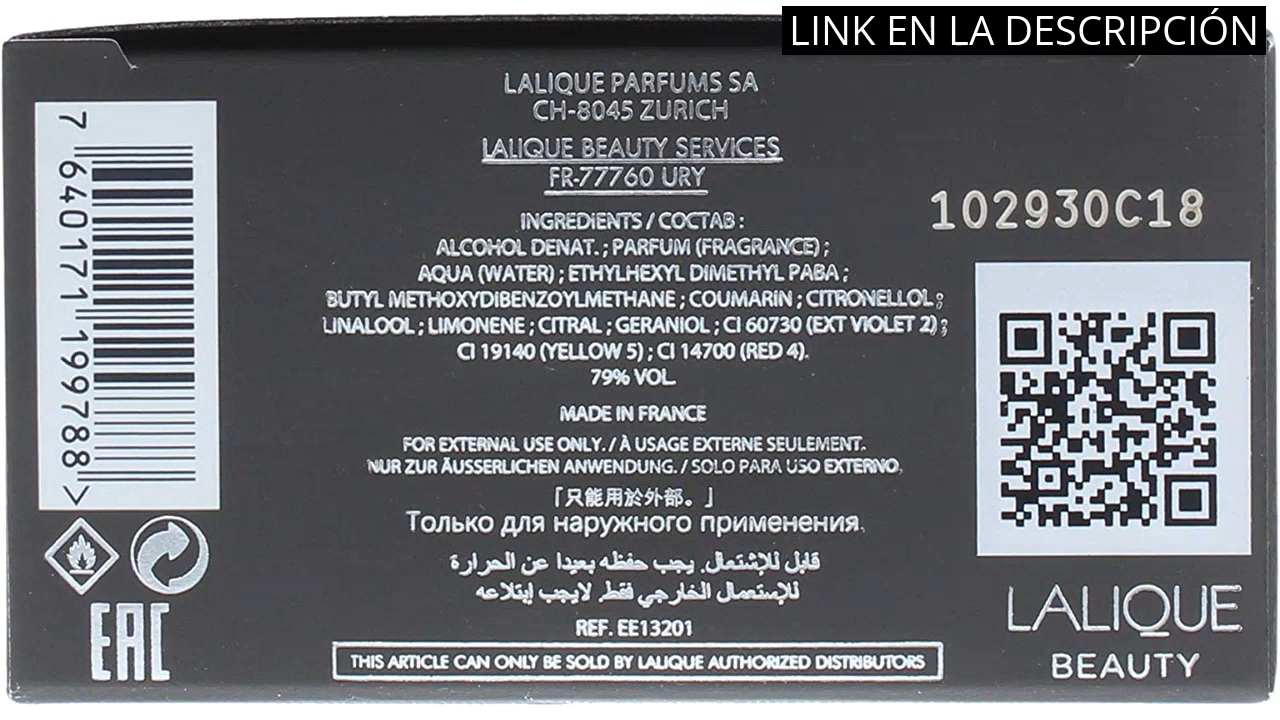 LINK EN LA DESCRIPCIÓN
LALIQUE PARFUMS SA
CH-8045 ZURICH
LALIQUE BEAUTY SERVICES
FR-77760 URY
INGREDIENTS / СОСТАВ :
ALCOHOL DENAT. ; PARFUM (FRAGRANCE) ;
AQUA (WATER) ; ETHYLHEXYL DIMETHYL PABA ;
BUTYL METHOXYDIBENZOYLMETHANE ; COUMARIN ; CITRONELLOL ;
LINALOOL ; LIMONENE ; CITRAL ; GERANIOL ; CI 60730 (EXT VIOLET 2) ;
CI 19140 (YELLOW 5) ; CI 14700 (RED 4).
79% VOL.
MADE IN FRANCE
FOR EXTERNAL USE ONLY. / À USAGE EXTERNE SEULEMENT.
NUR ZUR ÄUSSERLICHEN ANWENDUNG. / SOLO PARA USO EXTERNO.
「只能用於外部。」
Только для наружного применения.
قابل للإشتعال. يجب حفظه بعيدا عن الحرارة
للإستعمال الخارجي فقط. لايجب إبتلاعه
REF. EE13201
THIS ARTICLE CAN ONLY BE SOLD BY LALIQUE AUTHORIZED DISTRIBUTORS
7 640171 199788 >
EAC
102930C18
LALIQUE
BEAUTY